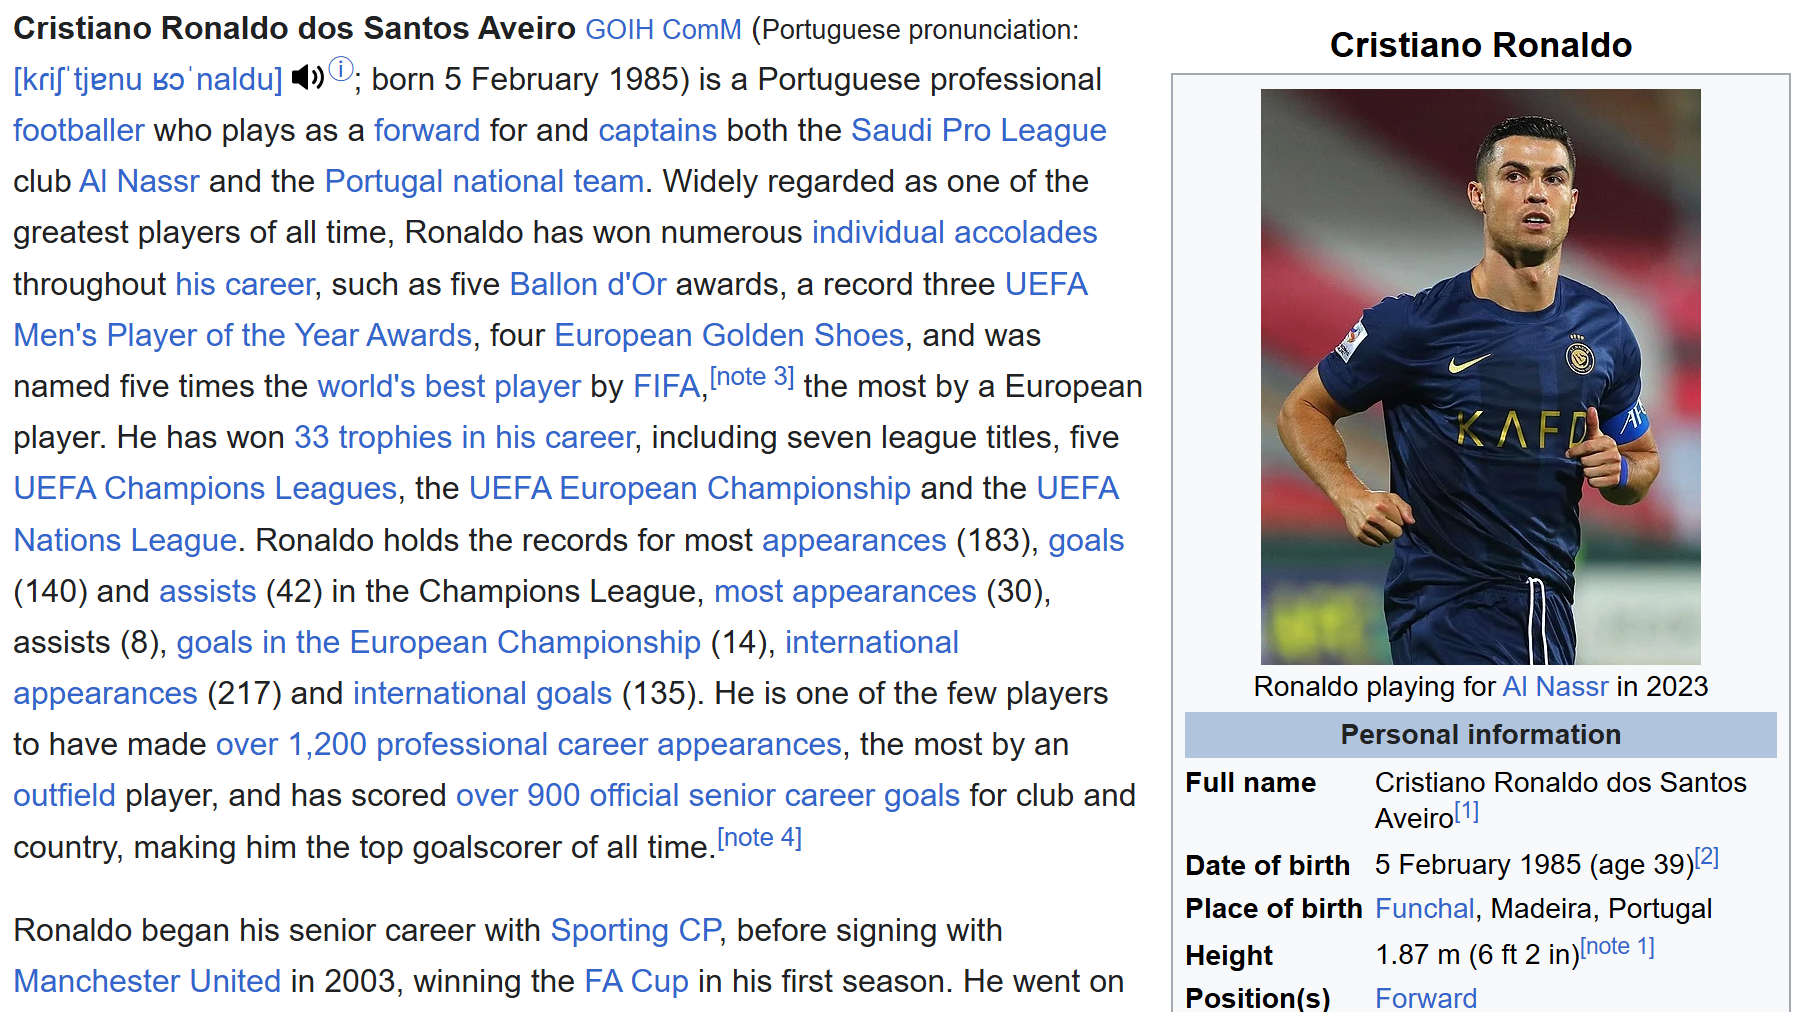 Cristiano Ronaldo dos Santos Aveiro GOIH ComM (Portuguese pronunciation:
[kɾiʃˈtjɐnu ʁɔˈnaldu] ⓘ; born 5 February 1985) is a Portuguese professional
footballer who plays as a forward for and captains both the Saudi Pro League
club Al Nassr and the Portugal national team. Widely regarded as one of the
greatest players of all time, Ronaldo has won numerous individual accolades
throughout his career, such as five Ballon d'Or awards, a record three UEFA
Men's Player of the Year Awards, four European Golden Shoes, and was
named five times the world's best player by FIFA,[note 3] the most by a European
player. He has won 33 trophies in his career, including seven league titles, five
UEFA Champions Leagues, the UEFA European Championship and the UEFA
Nations League. Ronaldo holds the records for most appearances (183), goals
(140) and assists (42) in the Champions League, most appearances (30),
assists (8), goals in the European Championship (14), international
appearances (217) and international goals (135). He is one of the few players
to have made over 1,200 professional career appearances, the most by an
outfield player, and has scored over 900 official senior career goals for club and
country, making him the top goalscorer of all time.[note 4]
Ronaldo began his senior career with Sporting CP, before signing with
Manchester United in 2003, winning the FA Cup in his first season. He went on
Cristiano Ronaldo
KAFD
AF
Ronaldo playing for Al Nassr in 2023
Personal information
Full name Cristiano Ronaldo dos Santos
Aveiro[1]
Date of birth 5 February 1985 (age 39)[2]
Place of birth Funchal, Madeira, Portugal
Height 1.87 m (6 ft 2 in)[note 1]
Position(s) Forward